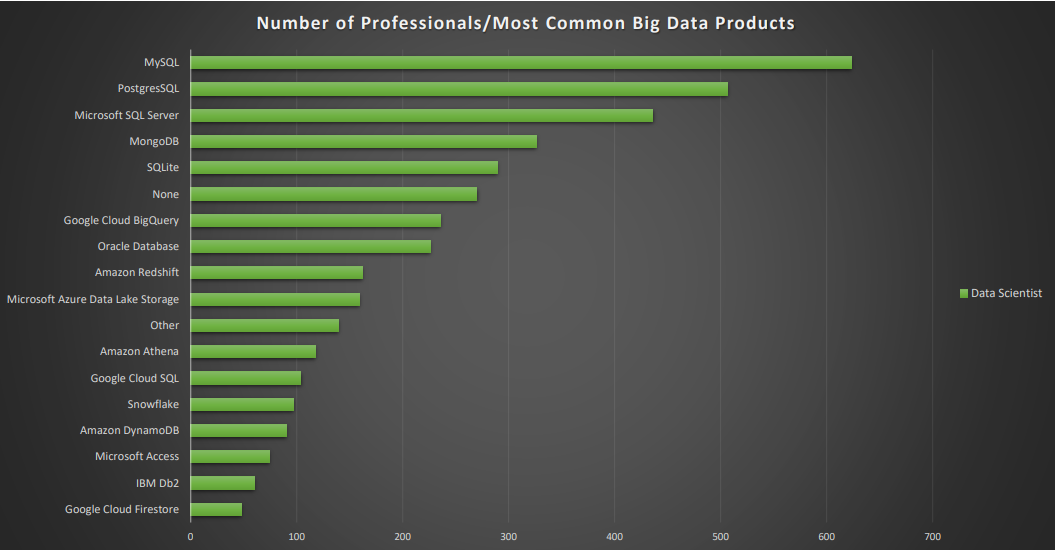 Number of Professionals/Most Common Big Data Products
MySQL
PostgresSQL
Microsoft SQL Server
MongoDB
SQLite
None
Google Cloud BigQuery
Oracle Database
Amazon Redshift
Microsoft Azure Data Lake Storage
Other
Amazon Athena
Google Cloud SQL
Snowflake
Amazon DynamoDB
Microsoft Access
IBM Db2
Google Cloud Firestore
0 100 200 300 400 500 600 700
Data Scientist